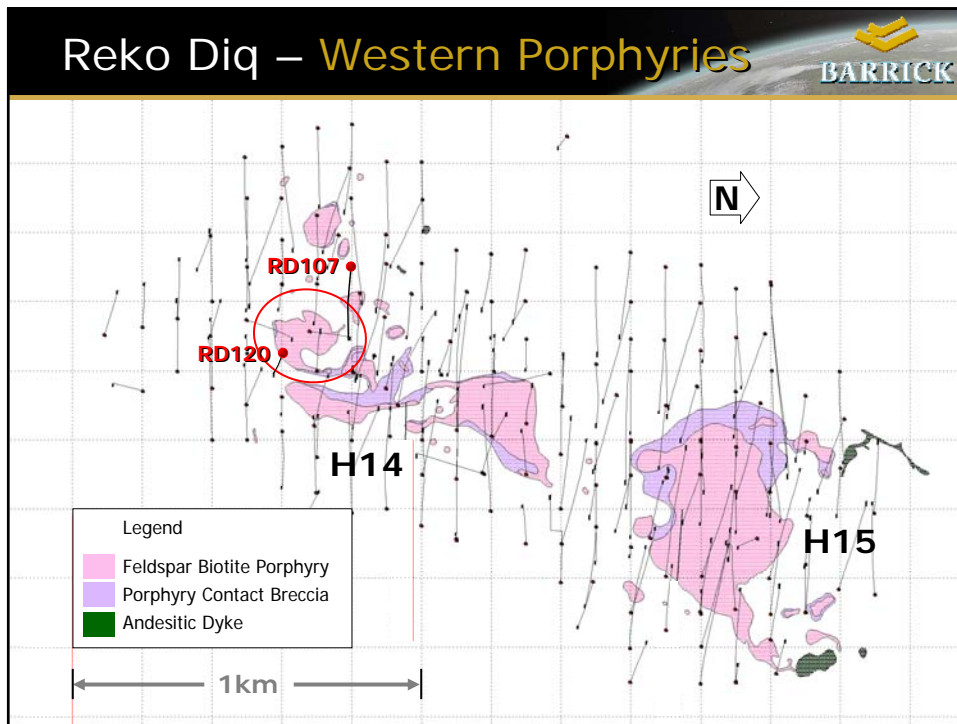 Reko Diq – Western Porphyries
BARRICK
N
RD107
RD120
H14
H15
Legend
Feldspar Biotite Porphyry
Porphyry Contact Breccia
Andesitic Dyke
1km